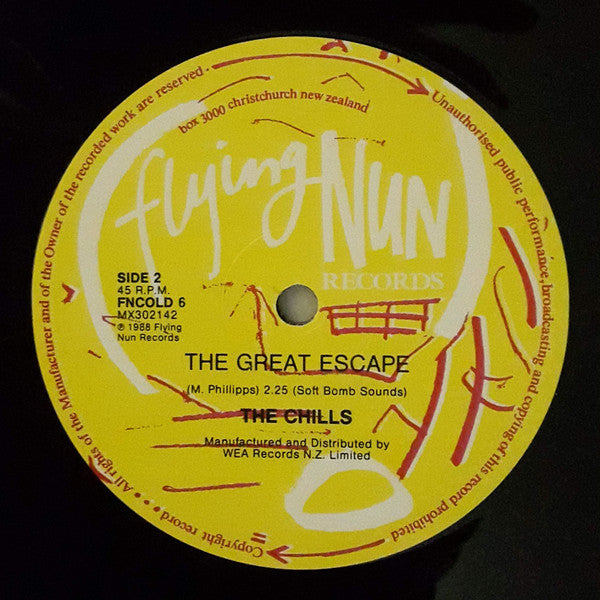 All rights of the Manufacturer and of the Owner of the recorded work are reserved.
Unauthorised public performance, broadcasting and copying of this record prohibited
Copyright record
box 3000 christchurch new zealand
flying NUN
RECORDS
SIDE 2
45 R.P.M.
FNCOLD 6
MX302142
℗ 1988 Flying
Nun Records
THE GREAT ESCAPE
(M. Phillipps) 2.25 (Soft Bomb Sounds)
THE CHILLS
Manufactured and Distributed by
WEA Records N.Z. Limited